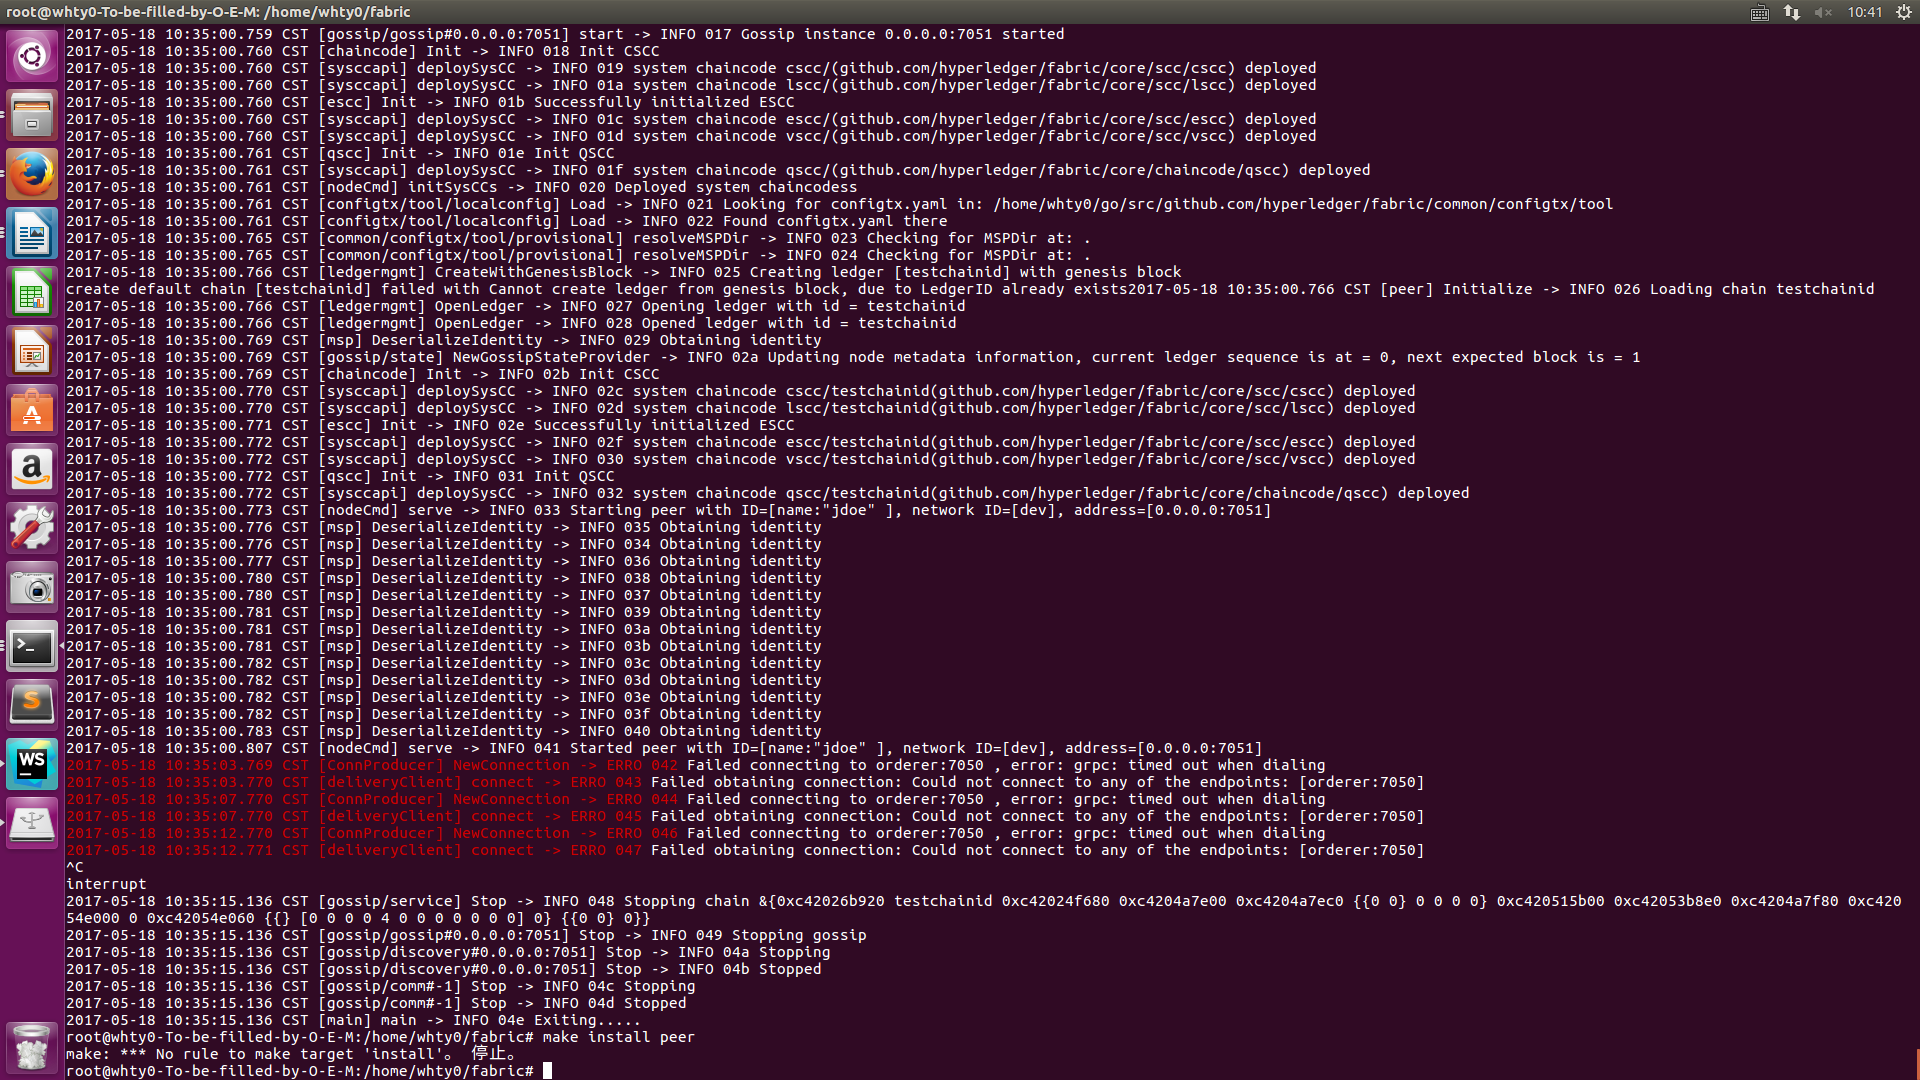 root@whty0-To-be-filled-by-O-E-M: /home/whty0/fabric
10:41
2017-05-18 10:35:00.759 CST [gossip/gossip#0.0.0.0:7051] start -> INFO 017 Gossip instance 0.0.0.0:7051 started
2017-05-18 10:35:00.760 CST [chaincode] Init -> INFO 018 Init CSCC
2017-05-18 10:35:00.760 CST [sysccapi] deploySysCC -> INFO 019 system chaincode cscc/(github.com/hyperledger/fabric/core/scc/cscc) deployed
2017-05-18 10:35:00.760 CST [sysccapi] deploySysCC -> INFO 01a system chaincode lscc/(github.com/hyperledger/fabric/core/scc/lscc) deployed
2017-05-18 10:35:00.760 CST [escc] Init -> INFO 01b Successfully initialized ESCC
2017-05-18 10:35:00.760 CST [sysccapi] deploySysCC -> INFO 01c system chaincode escc/(github.com/hyperledger/fabric/core/scc/escc) deployed
2017-05-18 10:35:00.760 CST [sysccapi] deploySysCC -> INFO 01d system chaincode vscc/(github.com/hyperledger/fabric/core/scc/vscc) deployed
2017-05-18 10:35:00.761 CST [qscc] Init -> INFO 01e Init QSCC
2017-05-18 10:35:00.761 CST [sysccapi] deploySysCC -> INFO 01f system chaincode qscc/(github.com/hyperledger/fabric/core/chaincode/qscc) deployed
2017-05-18 10:35:00.761 CST [nodeCmd] initSysCCs -> INFO 020 Deployed system chaincodess
2017-05-18 10:35:00.761 CST [configtx/tool/localconfig] Load -> INFO 021 Looking for configtx.yaml in: /home/whty0/go/src/github.com/hyperledger/fabric/common/configtx/tool
2017-05-18 10:35:00.761 CST [configtx/tool/localconfig] Load -> INFO 022 Found configtx.yaml there
2017-05-18 10:35:00.765 CST [common/configtx/tool/provisional] resolveMSPDir -> INFO 023 Checking for MSPDir at: .
2017-05-18 10:35:00.765 CST [common/configtx/tool/provisional] resolveMSPDir -> INFO 024 Checking for MSPDir at: .
2017-05-18 10:35:00.766 CST [ledgermgmt] CreateWithGenesisBlock -> INFO 025 Creating ledger [testchainid] with genesis block
create default chain [testchainid] failed with Cannot create ledger from genesis block, due to LedgerID already exists2017-05-18 10:35:00.766 CST [peer] Initialize -> INFO 026 Loading chain testchainid
2017-05-18 10:35:00.766 CST [ledgermgmt] OpenLedger -> INFO 027 Opening ledger with id = testchainid
2017-05-18 10:35:00.766 CST [ledgermgmt] OpenLedger -> INFO 028 Opened ledger with id = testchainid
2017-05-18 10:35:00.769 CST [msp] DeserializeIdentity -> INFO 029 Obtaining identity
2017-05-18 10:35:00.769 CST [gossip/state] NewGossipStateProvider -> INFO 02a Updating node metadata information, current ledger sequence is at = 0, next expected block is = 1
2017-05-18 10:35:00.769 CST [chaincode] Init -> INFO 02b Init CSCC
2017-05-18 10:35:00.770 CST [sysccapi] deploySysCC -> INFO 02c system chaincode cscc/testchainid(github.com/hyperledger/fabric/core/scc/cscc) deployed
2017-05-18 10:35:00.770 CST [sysccapi] deploySysCC -> INFO 02d system chaincode lscc/testchainid(github.com/hyperledger/fabric/core/scc/lscc) deployed
2017-05-18 10:35:00.771 CST [escc] Init -> INFO 02e Successfully initialized ESCC
2017-05-18 10:35:00.772 CST [sysccapi] deploySysCC -> INFO 02f system chaincode escc/testchainid(github.com/hyperledger/fabric/core/scc/escc) deployed
2017-05-18 10:35:00.772 CST [sysccapi] deploySysCC -> INFO 030 system chaincode vscc/testchainid(github.com/hyperledger/fabric/core/scc/vscc) deployed
2017-05-18 10:35:00.772 CST [qscc] Init -> INFO 031 Init QSCC
2017-05-18 10:35:00.772 CST [sysccapi] deploySysCC -> INFO 032 system chaincode qscc/testchainid(github.com/hyperledger/fabric/core/chaincode/qscc) deployed
2017-05-18 10:35:00.773 CST [nodeCmd] serve -> INFO 033 Starting peer with ID=[name:"jdoe" ], network ID=[dev], address=[0.0.0.0:7051]
2017-05-18 10:35:00.776 CST [msp] DeserializeIdentity -> INFO 035 Obtaining identity
2017-05-18 10:35:00.776 CST [msp] DeserializeIdentity -> INFO 034 Obtaining identity
2017-05-18 10:35:00.777 CST [msp] DeserializeIdentity -> INFO 036 Obtaining identity
2017-05-18 10:35:00.780 CST [msp] DeserializeIdentity -> INFO 038 Obtaining identity
2017-05-18 10:35:00.780 CST [msp] DeserializeIdentity -> INFO 037 Obtaining identity
2017-05-18 10:35:00.781 CST [msp] DeserializeIdentity -> INFO 039 Obtaining identity
2017-05-18 10:35:00.781 CST [msp] DeserializeIdentity -> INFO 03a Obtaining identity
2017-05-18 10:35:00.781 CST [msp] DeserializeIdentity -> INFO 03b Obtaining identity
2017-05-18 10:35:00.782 CST [msp] DeserializeIdentity -> INFO 03c Obtaining identity
2017-05-18 10:35:00.782 CST [msp] DeserializeIdentity -> INFO 03d Obtaining identity
2017-05-18 10:35:00.782 CST [msp] DeserializeIdentity -> INFO 03e Obtaining identity
2017-05-18 10:35:00.782 CST [msp] DeserializeIdentity -> INFO 03f Obtaining identity
2017-05-18 10:35:00.783 CST [msp] DeserializeIdentity -> INFO 040 Obtaining identity
2017-05-18 10:35:00.807 CST [nodeCmd] serve -> INFO 041 Started peer with ID=[name:"jdoe" ], network ID=[dev], address=[0.0.0.0:7051]
2017-05-18 10:35:03.769 CST [ConnProducer] NewConnection -> ERRO 042 Failed connecting to orderer:7050 , error: grpc: timed out when dialing
2017-05-18 10:35:03.770 CST [deliveryClient] connect -> ERRO 043 Failed obtaining connection: Could not connect to any of the endpoints: [orderer:7050]
2017-05-18 10:35:07.770 CST [ConnProducer] NewConnection -> ERRO 044 Failed connecting to orderer:7050 , error: grpc: timed out when dialing
2017-05-18 10:35:07.770 CST [deliveryClient] connect -> ERRO 045 Failed obtaining connection: Could not connect to any of the endpoints: [orderer:7050]
2017-05-18 10:35:12.770 CST [ConnProducer] NewConnection -> ERRO 046 Failed connecting to orderer:7050 , error: grpc: timed out when dialing
2017-05-18 10:35:12.771 CST [deliveryClient] connect -> ERRO 047 Failed obtaining connection: Could not connect to any of the endpoints: [orderer:7050]
^C
interrupt
2017-05-18 10:35:15.136 CST [gossip/service] Stop -> INFO 048 Stopping chain &{0xc42026b920 testchainid 0xc42024f680 0xc4204a7e00 0xc4204a7ec0 {{0 0} 0 0 0 0} 0xc420515b00 0xc42053b8e0 0xc4204a7f80 0xc420
54e000 0 0xc42054e060 {{} [0 0 0 0 4 0 0 0 0 0 0 0] 0} {{0 0} 0}}
2017-05-18 10:35:15.136 CST [gossip/gossip#0.0.0.0:7051] Stop -> INFO 049 Stopping gossip
2017-05-18 10:35:15.136 CST [gossip/discovery#0.0.0.0:7051] Stop -> INFO 04a Stopping
2017-05-18 10:35:15.136 CST [gossip/discovery#0.0.0.0:7051] Stop -> INFO 04b Stopped
2017-05-18 10:35:15.136 CST [gossip/comm#-1] Stop -> INFO 04c Stopping
2017-05-18 10:35:15.136 CST [gossip/comm#-1] Stop -> INFO 04d Stopped
2017-05-18 10:35:15.136 CST [main] main -> INFO 04e Exiting.....
root@whty0-To-be-filled-by-O-E-M:/home/whty0/fabric# make install peer
make: *** No rule to make target 'install'。 停止。
root@whty0-To-be-filled-by-O-E-M:/home/whty0/fabric#
a
S
WS